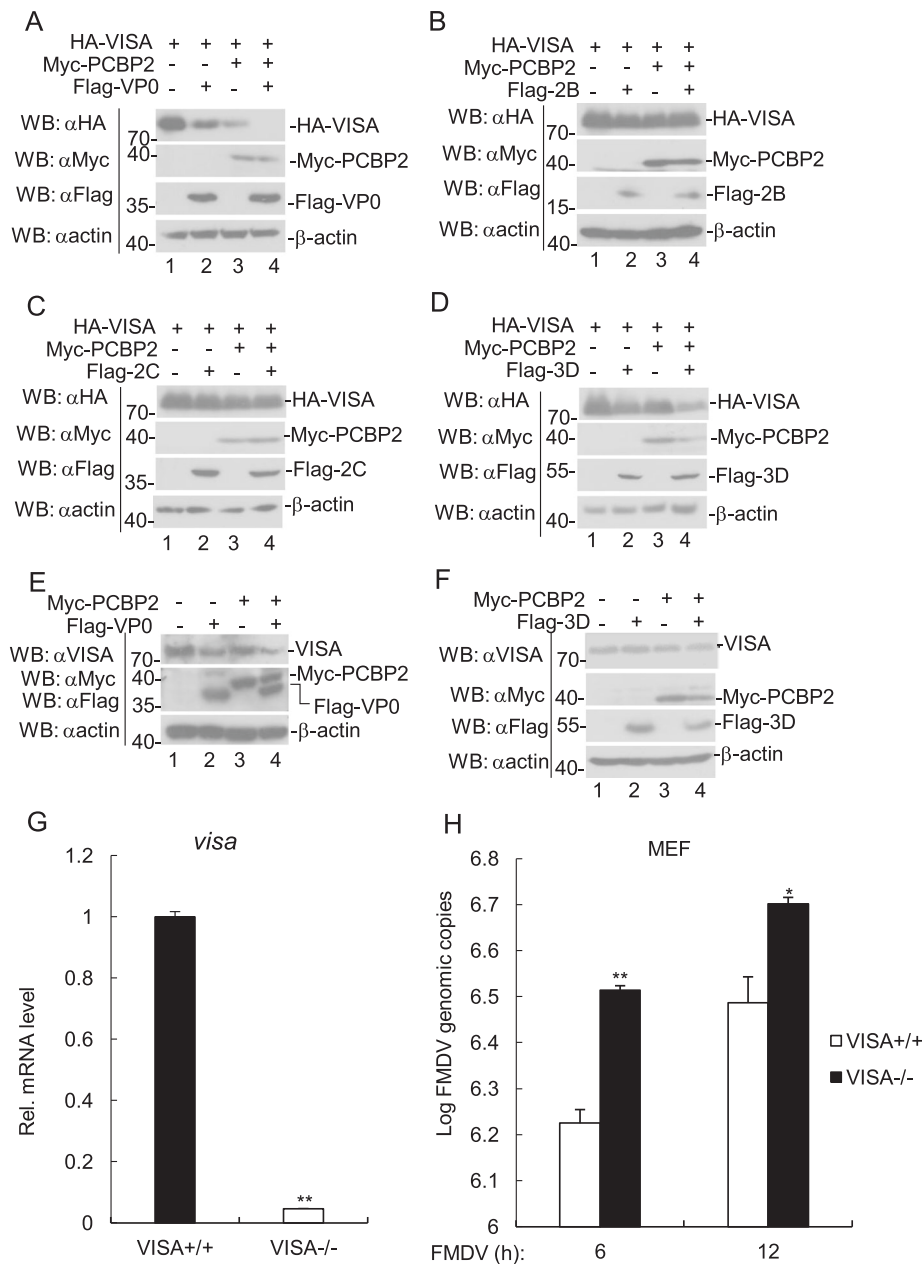 A
HA-VISA + + + +
Myc-PCBP2 - - + +
Flag-VP0 - + - +
WB: αHA 70 -HA-VISA
WB: αMyc 40 -Myc-PCBP2
WB: αFlag 35 -Flag-VP0
WB: αactin 40 -β-actin
1 2 3 4
B
HA-VISA + + + +
Myc-PCBP2 - - + +
Flag-2B - + - +
WB: αHA 70 -HA-VISA
WB: αMyc 40 -Myc-PCBP2
WB: αFlag 15 -Flag-2B
WB: αactin 40 -β-actin
1 2 3 4
C
HA-VISA + + + +
Myc-PCBP2 - - + +
Flag-2C - + - +
WB: αHA 70 -HA-VISA
WB: αMyc 40 -Myc-PCBP2
WB: αFlag 35 -Flag-2C
WB: αactin 40 -β-actin
1 2 3 4
D
HA-VISA + + + +
Myc-PCBP2 - - + +
Flag-3D - + - +
WB: αHA 70 -HA-VISA
WB: αMyc 40 -Myc-PCBP2
WB: αFlag 55 -Flag-3D
WB: αactin 40 -β-actin
1 2 3 4
E
Myc-PCBP2 - - + +
Flag-VP0 - + - +
WB: αVISA 70 -VISA
WB: αMyc 40 -Myc-PCBP2
WB: αFlag 35 Flag-VP0
WB: αactin 40 -β-actin
1 2 3 4
F
Myc-PCBP2 - - + +
Flag-3D - + - +
WB: αVISA 70 -VISA
WB: αMyc 40 -Myc-PCBP2
WB: αFlag 55 -Flag-3D
WB: αactin 40 -β-actin
1 2 3 4
G
visa
Rel. mRNA level
1.2
1
0.8
0.6
0.4
0.2
0
**
VISA+/+ VISA-/-
H
MEF
Log FMDV genomic copies
6.8
6.7
6.6
6.5
6.4
6.3
6.2
6.1
6
**
*
VISA+/+
VISA-/-
FMDV (h): 6 12